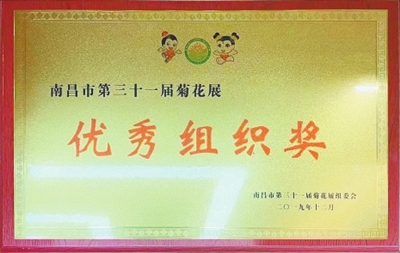 南昌市第三十一届菊花展
优秀组织奖
南昌市第三十一届菊花展组委会
二〇一九年十二月